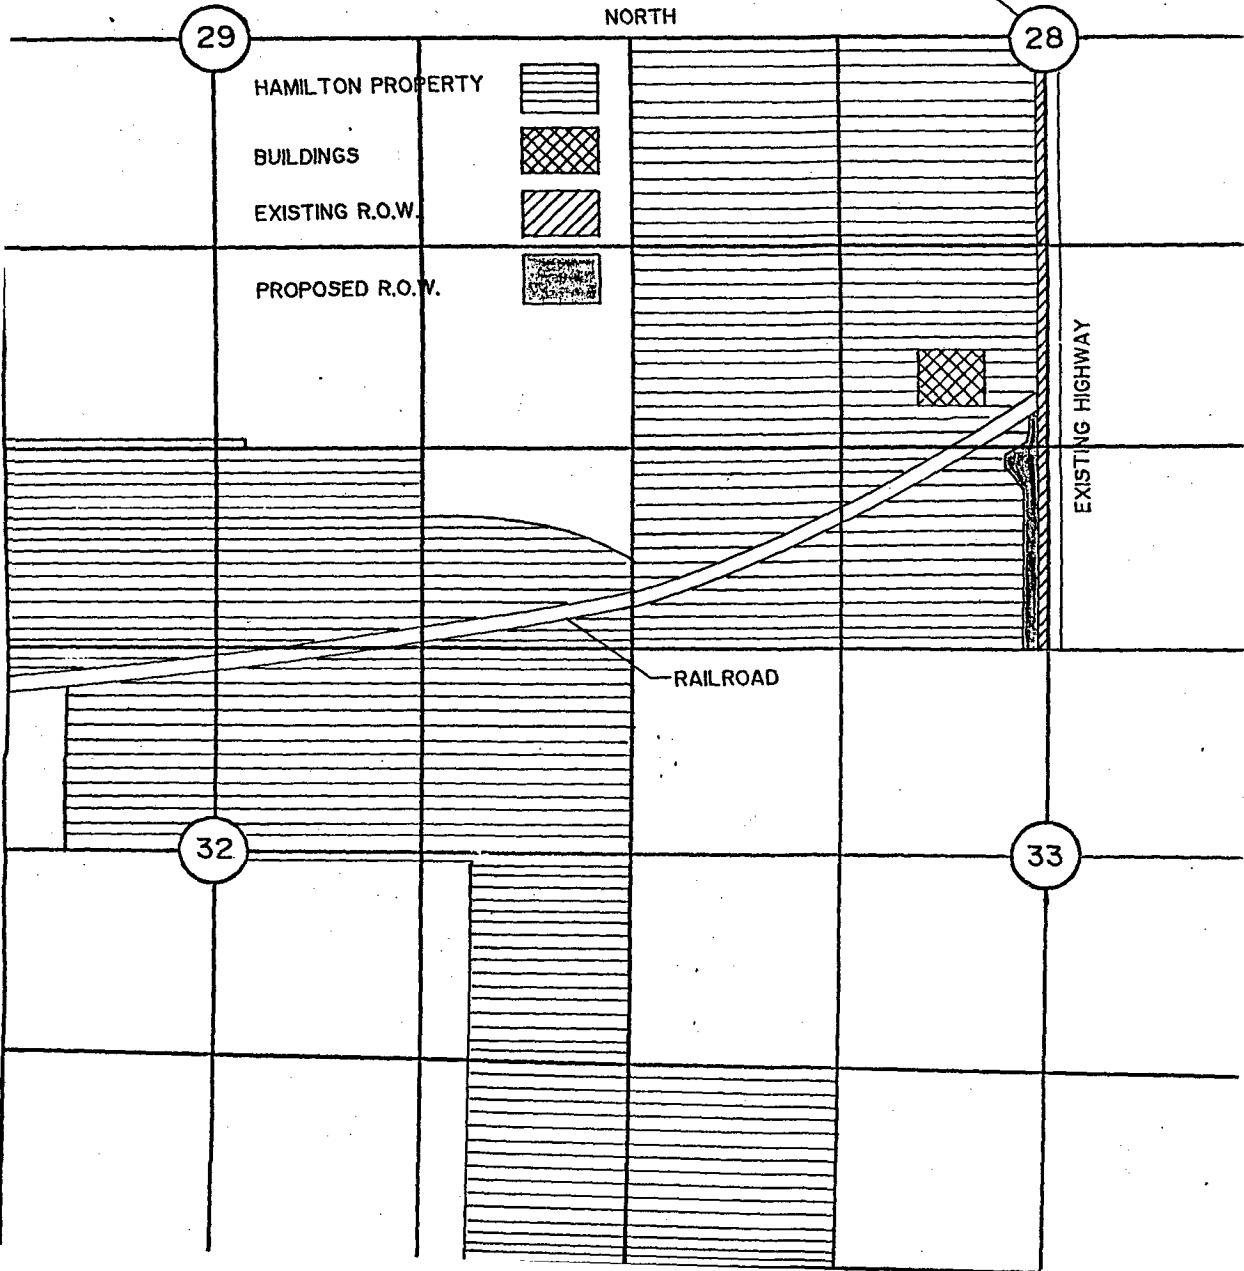 NORTH
29
28
HAMILTON PROPERTY
BUILDINGS
EXISTING R.O.W.
PROPOSED R.O.W.
EXISTING HIGHWAY
RAILROAD
32
33